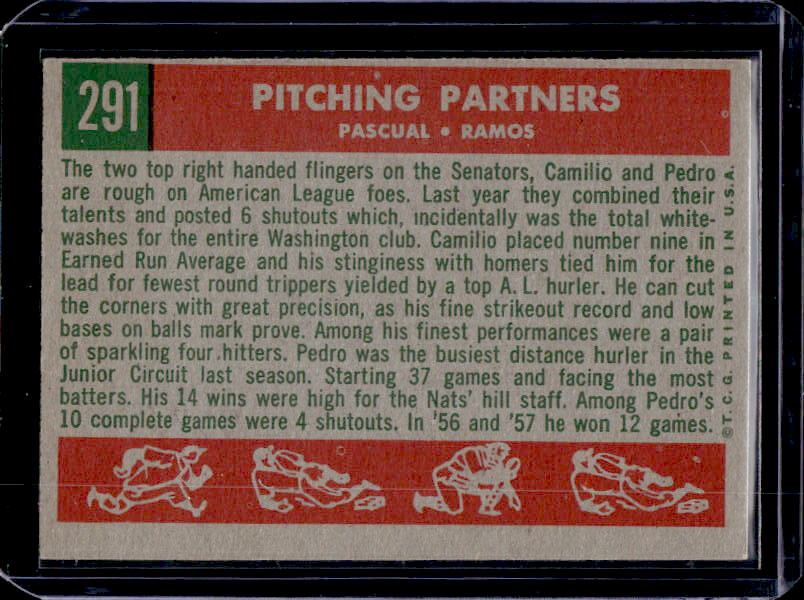 291
PITCHING PARTNERS
PASCUAL • RAMOS
The two top right handed flingers on the Senators, Camilio and Pedro
are rough on American League foes. Last year they combined their
talents and posted 6 shutouts which, incidentally was the total white-
washes for the entire Washington club. Camilio placed number nine in
Earned Run Average and his stinginess with homers tied him for the
lead for fewest round trippers yielded by a top A. L. hurler. He can cut
the corners with great precision, as his fine strikeout record and low
bases on balls mark prove. Among his finest performances were a pair
of sparkling four hitters. Pedro was the busiest distance hurler in the
Junior Circuit last season. Starting 37 games and facing the most
batters. His 14 wins were high for the Nats' hill staff. Among Pedro's
10 complete games were 4 shutouts. In '56 and '57 he won 12 games.
©T. C. G. PRINTED IN U.S.A.